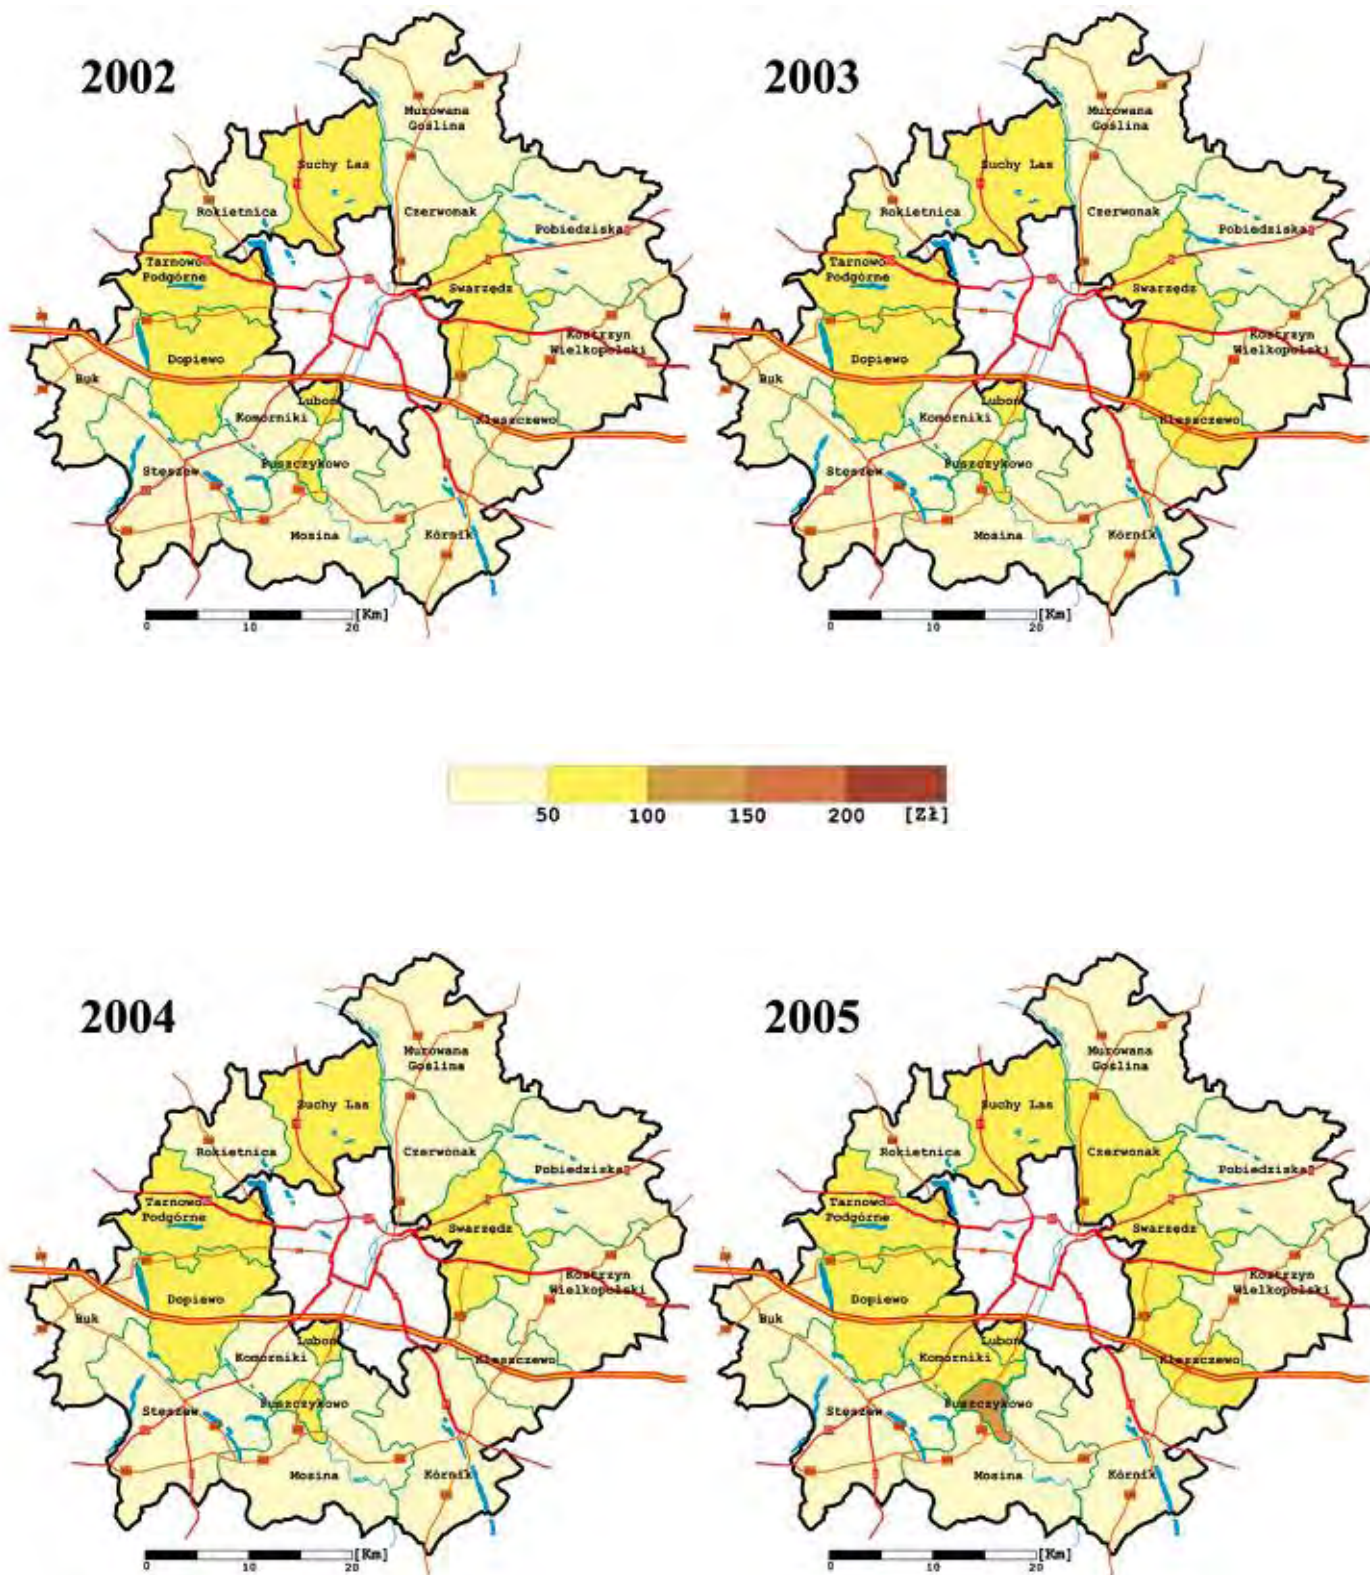 2002
Murowana
Goślina
Suchy Las
Rokietnica
Czerwonak
Pobiedziska
Tarnowo
Podgórne
Swarzędz
Kostrzyn
Wielkopolski
Dopiewo
Buk
Luboń
Komorniki
Kleszczewo
Puszczykowo
Stęszew
Mosina
Kórnik
[Km]
0 10 20
2003
Murowana
Goślina
Suchy Las
Rokietnica
Czerwonak
Pobiedziska
Tarnowo
Podgórne
Swarzędz
Kostrzyn
Wielkopolski
Dopiewo
Buk
Luboń
Komorniki
Kleszczewo
Puszczykowo
Stęszew
Mosina
Kórnik
[Km]
0 10 20
50 100 150 200 [Zł]
2004
Murowana
Goślina
Suchy Las
Rokietnica
Czerwonak
Pobiedziska
Tarnowo
Podgórne
Swarzędz
Kostrzyn
Wielkopolski
Dopiewo
Buk
Luboń
Komorniki
Kleszczewo
Puszczykowo
Stęszew
Mosina
Kórnik
[Km]
0 10 20
2005
Murowana
Goślina
Suchy Las
Rokietnica
Czerwonak
Pobiedziska
Tarnowo
Podgórne
Swarzędz
Kostrzyn
Wielkopolski
Dopiewo
Buk
Luboń
Komorniki
Kleszczewo
Puszczykowo
Stęszew
Mosina
Kórnik
[Km]
0 10 20